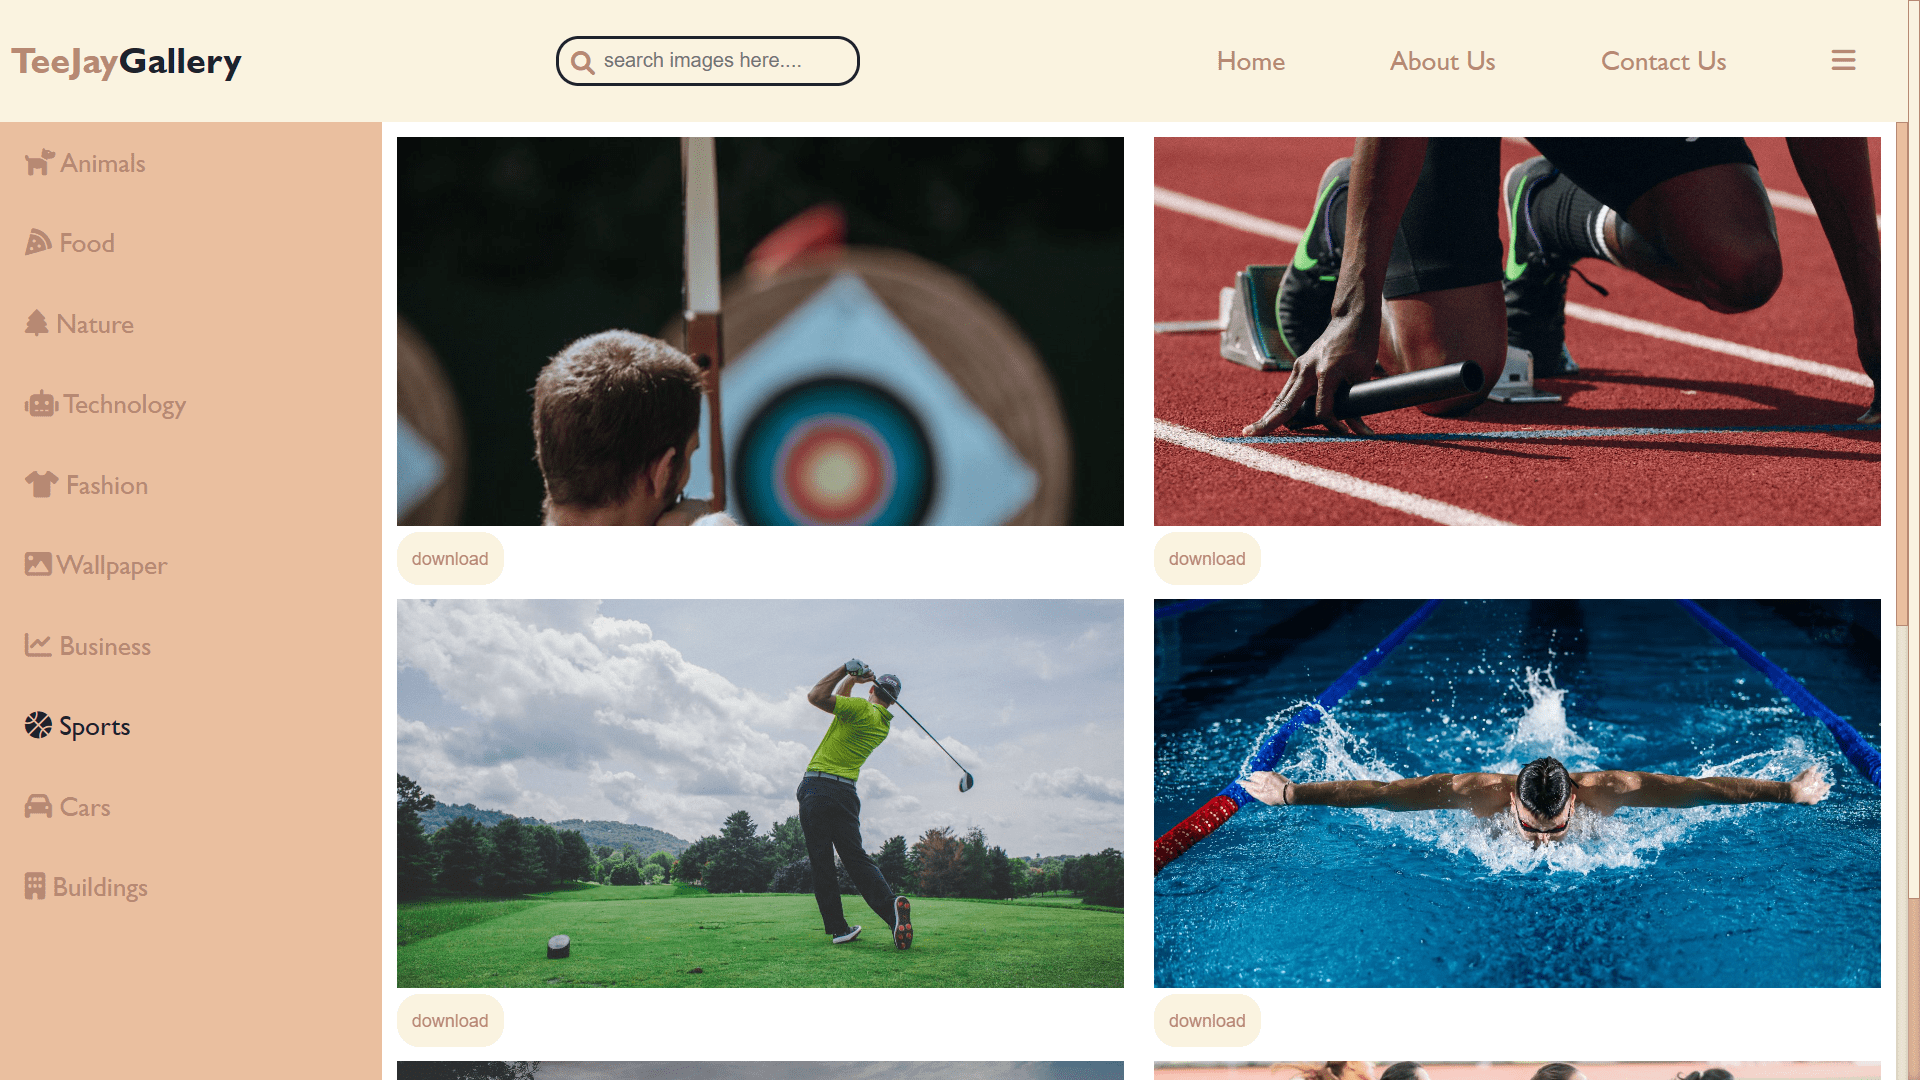 TeeJayGallery
search images here....
Home
About Us
Contact Us
Animals
Food
Nature
Technology
Fashion
Wallpaper
Business
Sports
Cars
Buildings
download
download
download
download